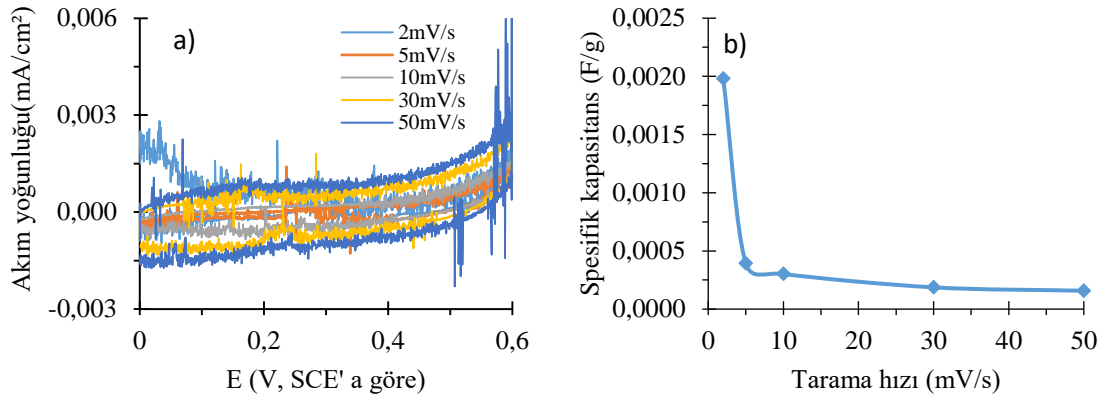 a)
Akım yoğunluğu(mA/cm²)
0,006
0,003
0,000
-0,003
0
0,2
0,4
0,6
E (V, SCE' a göre)
2mV/s
5mV/s
10mV/s
30mV/s
50mV/s
b)
Spesifik kapasitans (F/g)
0,0025
0,0020
0,0015
0,0010
0,0005
0,0000
0
10
20
30
40
50
Tarama hızı (mV/s)